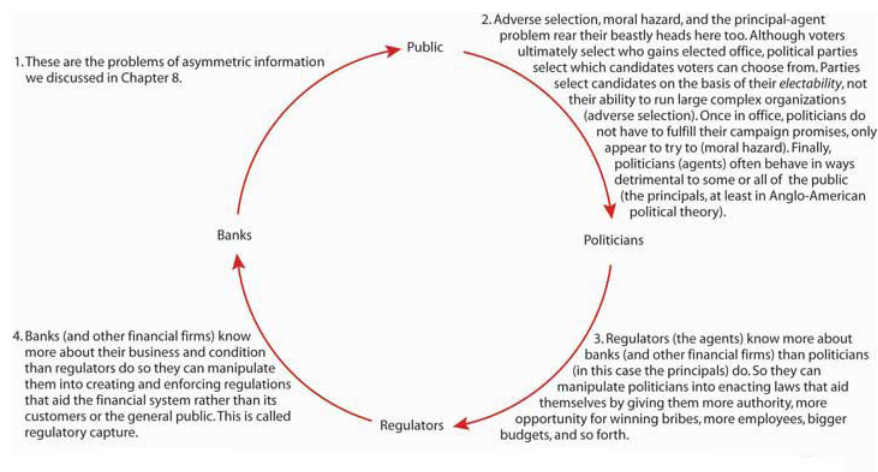 Public
1. These are the problems of asymmetric information
we discussed in Chapter 8.
2. Adverse selection, moral hazard, and the principal-agent
problem rear their beastly heads here too. Although voters
ultimately select who gains elected office, political parties
select which candidates voters can choose from. Parties
select candidates on the basis of their electability, not
their ability to run large complex organizations
(adverse selection). Once in office, politicians do
not have to fulfill their campaign promises, only
appear to try to (moral hazard). Finally,
politicians (agents) often behave in ways
detrimental to some or all of the public
(the principals, at least in Anglo-American
political theory).
Banks
Politicians
3. Regulators (the agents) know more about
banks (and other financial firms) than politicians
(in this case the principals) do. So they can
manipulate politicians into enacting laws that aid
themselves by giving them more authority, more
opportunity for winning bribes, more employees, bigger
budgets, and so forth.
4. Banks (and other financial firms) know
more about their business and condition
than regulators do so they can manipulate
them into creating and enforcing regulations
that aid the financial system rather than its
customers or the general public. This is called
regulatory capture.
Regulators